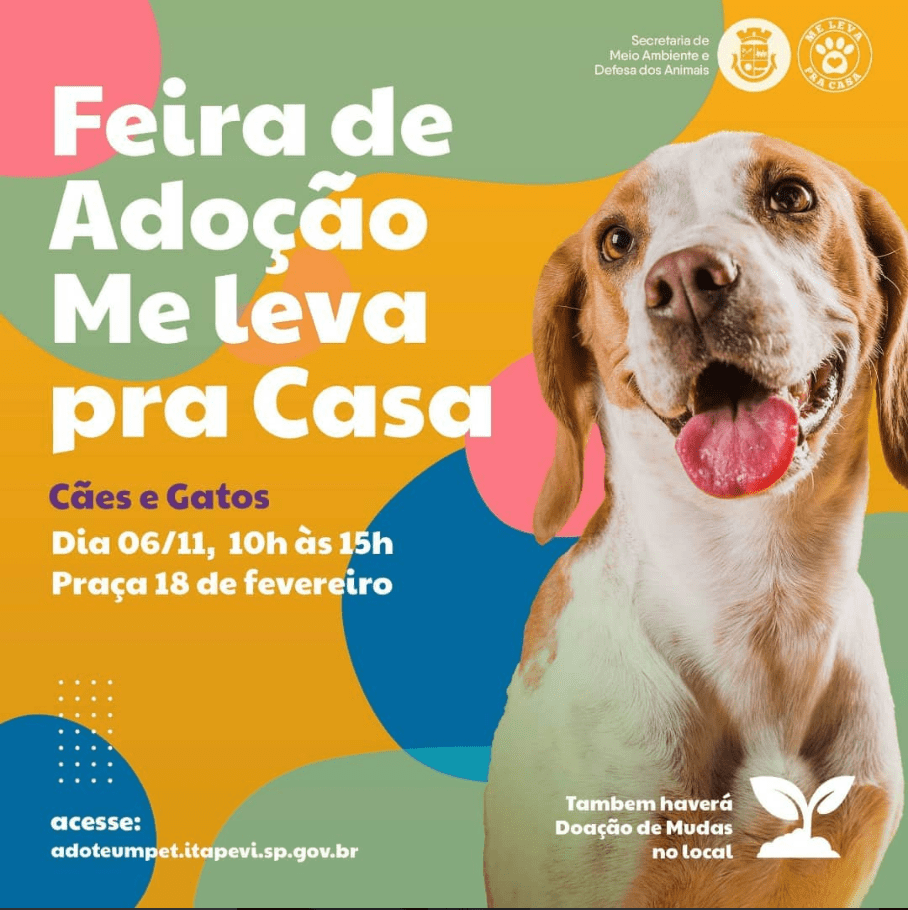 Secretaria de
Meio Ambiente e
Defesa dos Animais
ME LEVA
PRA CASA
Feira de
Adoção
Me leva
pra Casa
Cães e Gatos
Dia 06/11, 10h às 15h
Praça 18 de fevereiro
acesse:
adoteumpet.itapevi.sp.gov.br
Tambem haverá
Doação de Mudas
no local